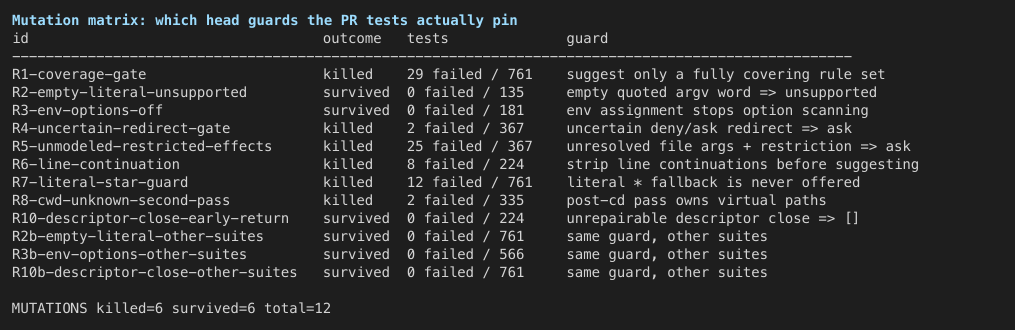 Mutation matrix: which head guards the PR tests actually pin
id outcome tests guard
R1-coverage-gate killed 29 failed / 761 suggest only a fully covering rule set
R2-empty-literal-unsupported survived 0 failed / 135 empty quoted argv word => unsupported
R3-env-options-off survived 0 failed / 181 env assignment stops option scanning
R4-uncertain-redirect-gate killed 2 failed / 367 uncertain deny/ask redirect => ask
R5-unmodeled-restricted-effects killed 25 failed / 367 unresolved file args + restriction => ask
R6-line-continuation killed 8 failed / 224 strip line continuations before suggesting
R7-literal-star-guard killed 12 failed / 761 literal * fallback is never offered
R8-cwd-unknown-second-pass killed 2 failed / 335 post-cd pass owns virtual paths
R10-descriptor-close-early-return survived 0 failed / 224 unrepairable descriptor close => []
R2b-empty-literal-other-suites survived 0 failed / 761 same guard, other suites
R3b-env-options-other-suites survived 0 failed / 566 same guard, other suites
R10b-descriptor-close-other-suites survived 0 failed / 761 same guard, other suites
MUTATIONS killed=6 survived=6 total=12